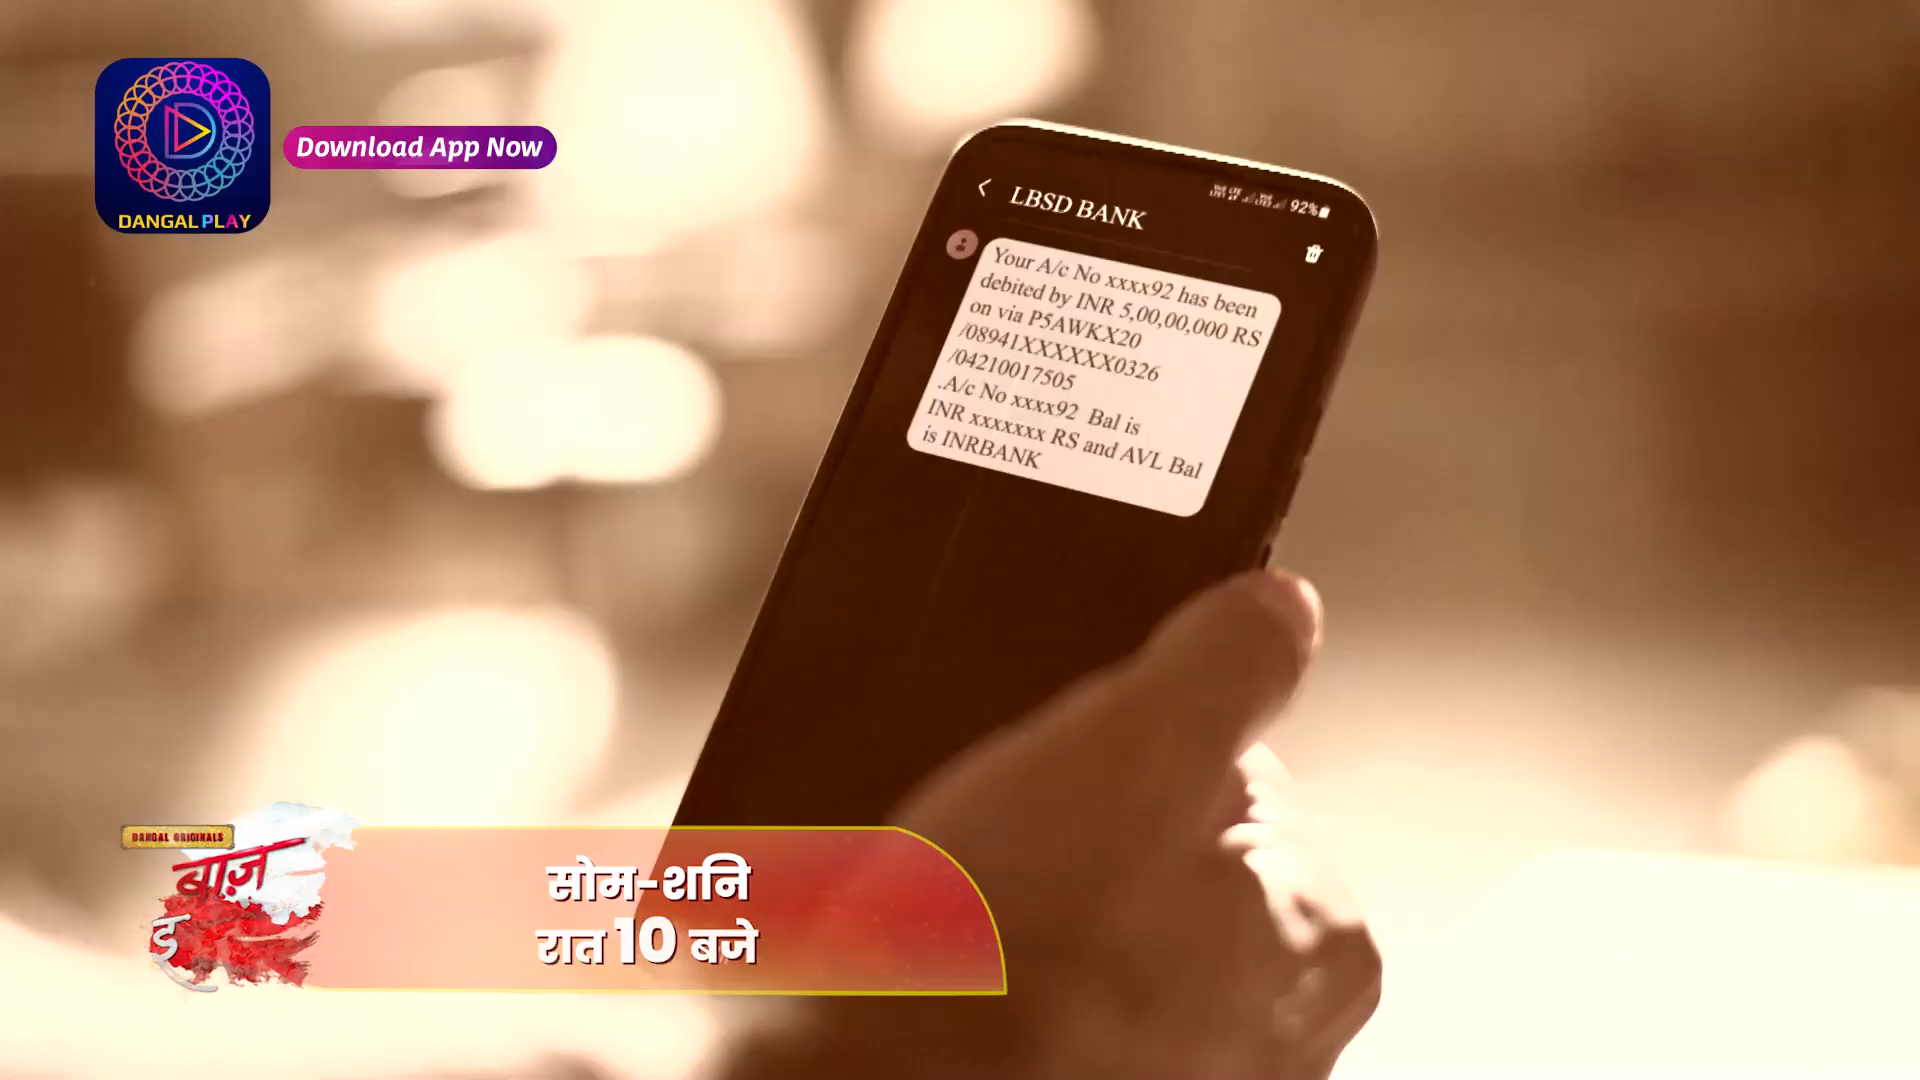 DANGAL PLAY
Download App Now
LBSD BANK
92%
Your A/c No xxxx92 has been
debited by INR 5,00,00,000 RS
on via P5AWKX20
/08941XXXXXX0326
/04210017505
.A/c No xxxx92 Bal is
INR xxxxxxx RS and AVL Bal
is INRBANK
DANGAL ORIGINALS
बाज़
इ
सोम-शनि
रात 10 बजे